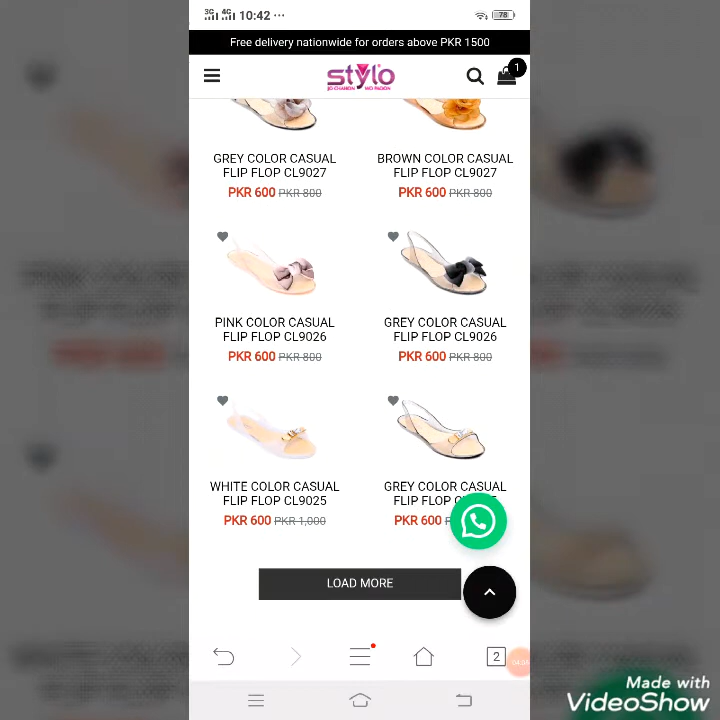 3G 4G 10:42 ··· 78
Free delivery nationwide for orders above PKR 1500
stylo
1
GREY COLOR CASUAL
FLIP FLOP CL9027
PKR 600 PKR 800
BROWN COLOR CASUAL
FLIP FLOP CL9027
PKR 600 PKR 800
PINK COLOR CASUAL
FLIP FLOP CL9026
PKR 600 PKR 800
GREY COLOR CASUAL
FLIP FLOP CL9026
PKR 600 PKR 800
WHITE COLOR CASUAL
FLIP FLOP CL9025
PKR 600 PKR 1,000
GREY COLOR CASUAL
FLIP FLOP
PKR 600
LOAD MORE
2
Made with
VideoShow